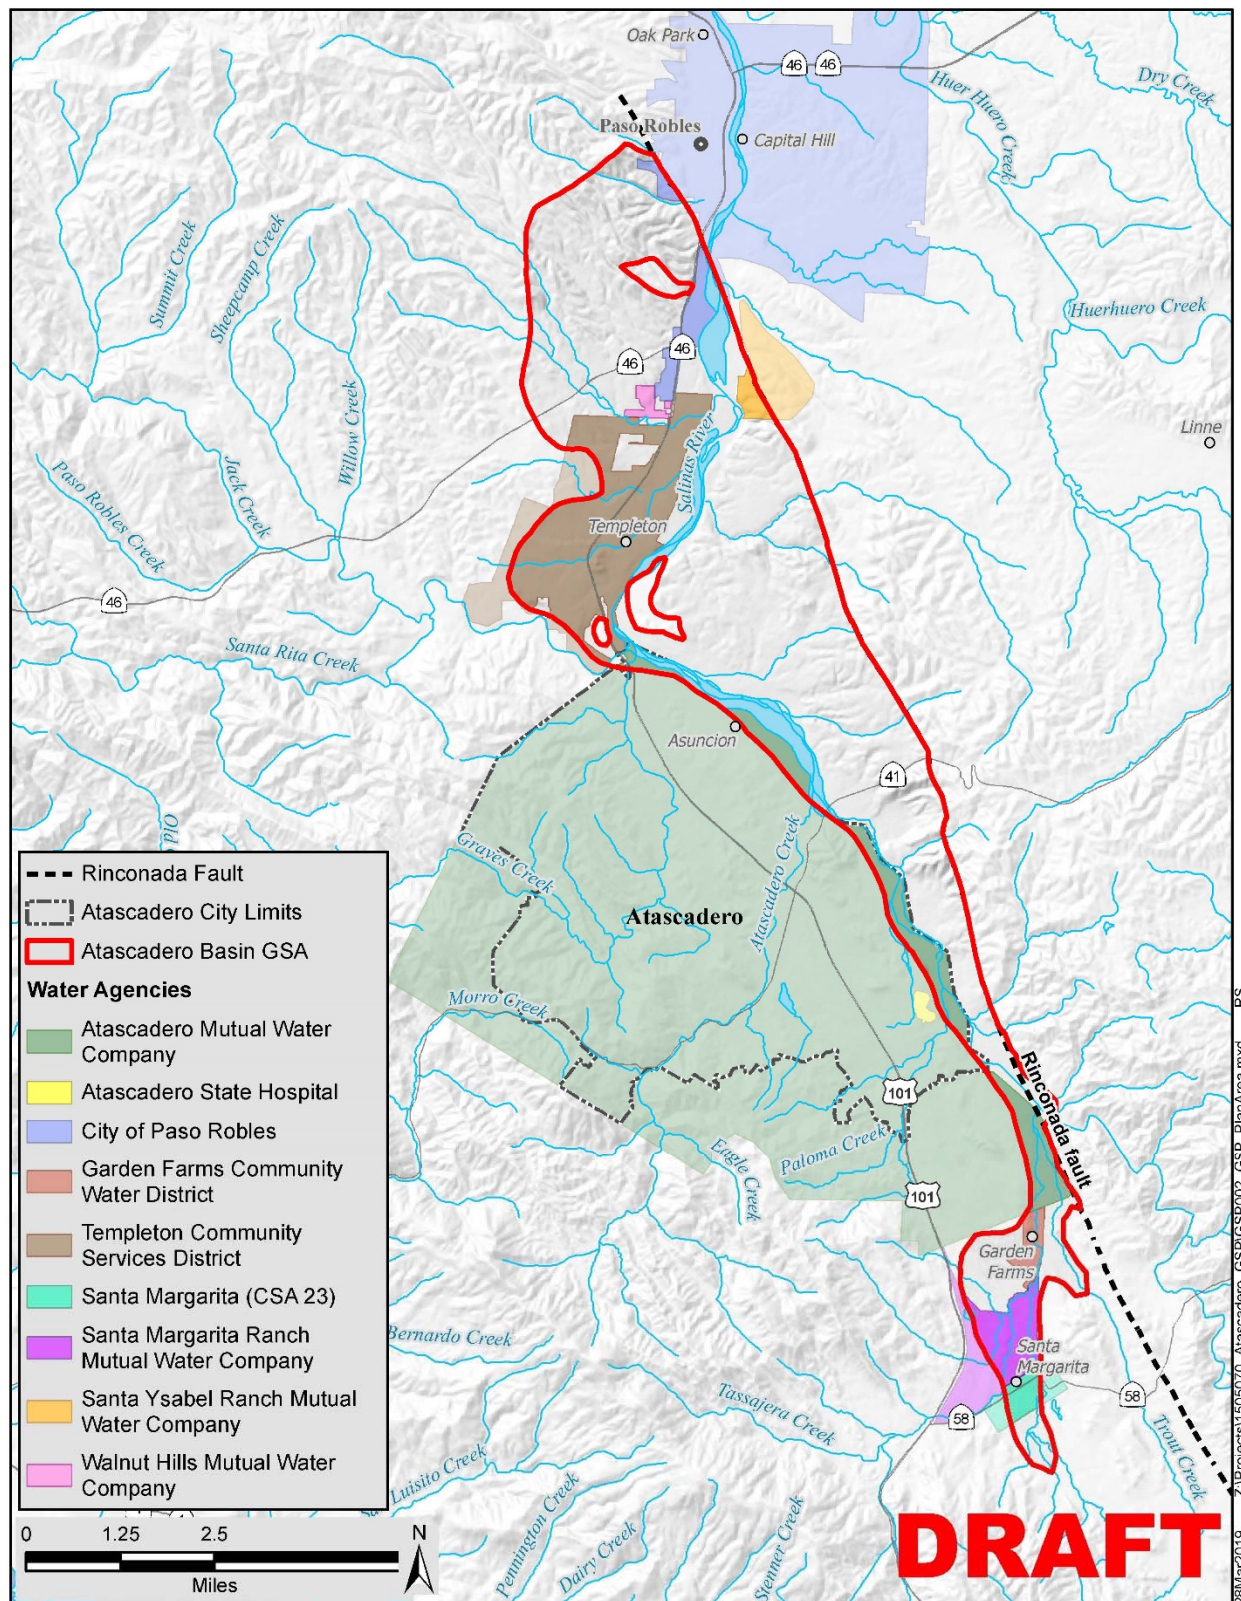 Oak Park
46
46
Dry Creek
Huer Huero Creek
Paso Robles
Capital Hill
Summit Creek
Sheepcamp Creek
Huerhuero Creek
46
46
Willow Creek
Salinas River
Linne
Jack Creek
Paso Robles Creek
Templeton
46
Santa Rita Creek
Asuncion
41
Old
Graves Creek
Atascadero Creek
Atascadero
Morro Creek
Rinconada fault
101
Eagle Creek
Paloma Creek
101
Garden
Farms
Bernardo Creek
Santa
Margarita
Tassajera Creek
58
58
Trout Creek
Luisito Creek
Pennington Creek
Dairy Creek
Stenner Creek
Rinconada Fault
Atascadero City Limits
Atascadero Basin GSA
Water Agencies
Atascadero Mutual Water
Company
Atascadero State Hospital
City of Paso Robles
Garden Farms Community
Water District
Templeton Community
Services District
Santa Margarita (CSA 23)
Santa Margarita Ranch
Mutual Water Company
Santa Ysabel Ranch Mutual
Water Company
Walnut Hills Mutual Water
Company
0 1.25 2.5
Miles
N
DRAFT